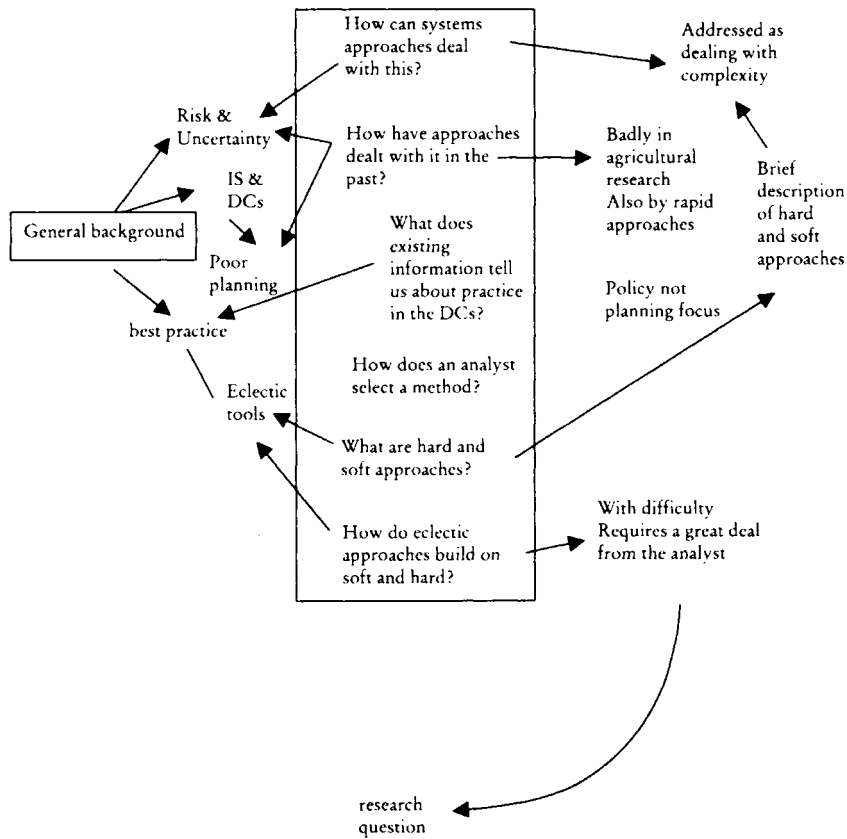 How can systems
approaches deal
with this?
Addressed as
dealing with
complexity
Risk &
Uncertainty
How have approaches
dealt with it in the
past?
Badly in
agricultural
research
Also by rapid
approaches
Brief
description
of hard
and soft
approaches
IS &
DCs
General background
What does
existing
information tell
us about practice
in the DCs?
Poor
planning
Policy not
planning focus
best practice
How does an analyst
select a method?
Eclectic
tools
What are hard and
soft approaches?
With difficulty
Requires a great deal
from the analyst
How do eclectic
approaches build on
soft and hard?
research
question